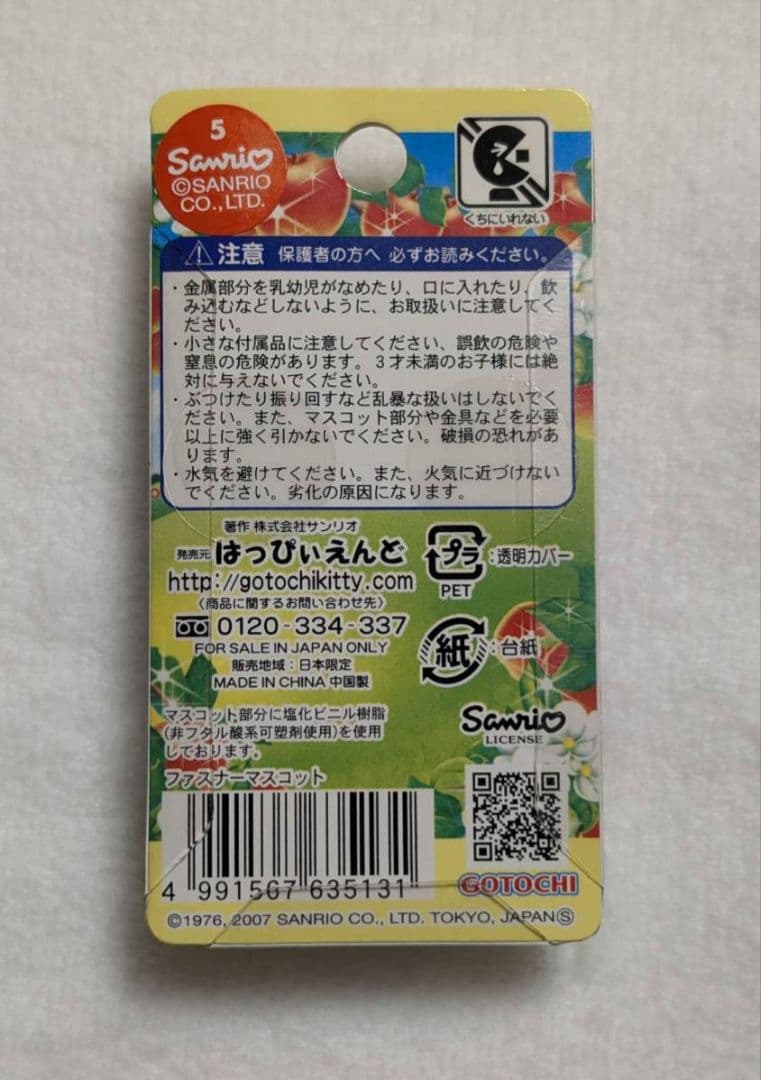 5
Sanrio
©SANRIO
CO.,LTD.
くちにいれない
注意 保護者の方へ 必ずお読みください。
・金属部分を乳幼児がなめたり、口に入れたり、飲
み込むなどしないように、お取扱いに注意してく
ださい。
・小さな付属品に注意してください、誤飲の危険や
窒息の危険があります。3才未満のお子様には絶
対に与えないでください。
・ぶつけたり振り回すなど乱暴な扱いはしないでく
ださい。また、マスコット部分や金具などを必要
以上に強く引かないでください。破損の恐れがあ
ります。
・水気を避けてください。また、火気に近づけない
でください。劣化の原因になります。
著作 株式会社サンリオ
発売元 はっぴぃえんど
http://gotochikitty.com
〈商品に関するお問い合わせ先〉
0120-334-337
FOR SALE IN JAPAN ONLY
販売地域:日本限定
MADE IN CHINA 中国製
プラ:透明カバー
PET
紙:台紙
マスコット部分に塩化ビニル樹脂
(非フタル酸系可塑剤使用)を使用
しております。
ファスナーマスコット
Sanrio
LICENSE
4 991567 635131
GOTOCHI
©1976, 2007 SANRIO CO., LTD. TOKYO, JAPAN Ⓢ